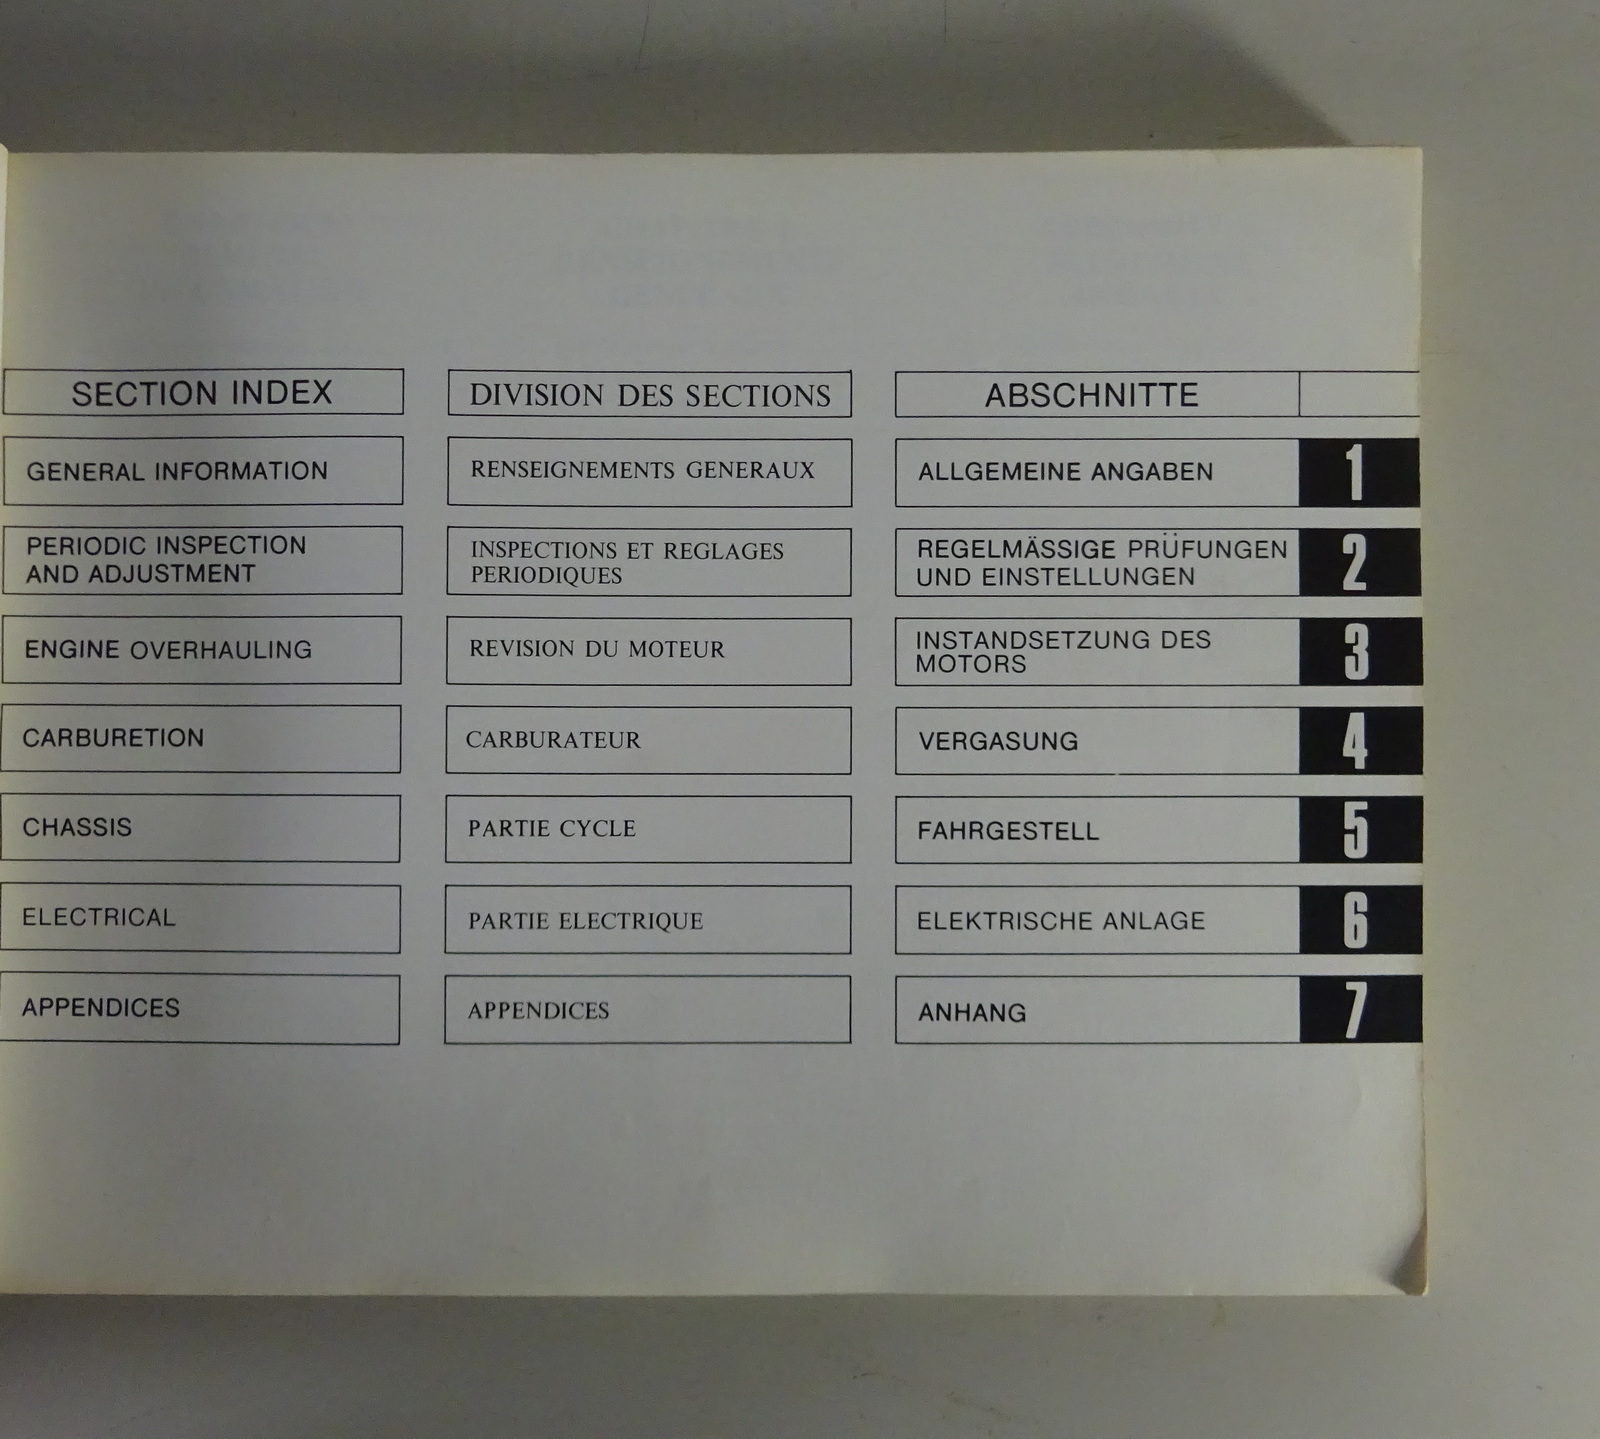 SECTION INDEX
DIVISION DES SECTIONS
ABSCHNITTE
GENERAL INFORMATION
RENSEIGNEMENTS GENERAUX
ALLGEMEINE ANGABEN
1
PERIODIC INSPECTION
AND ADJUSTMENT
INSPECTIONS ET REGLAGES
PERIODIQUES
REGELMÄSSIGE PRÜFUNGEN
UND EINSTELLUNGEN
2
ENGINE OVERHAULING
REVISION DU MOTEUR
INSTANDSETZUNG DES
MOTORS
3
CARBURETION
CARBURATEUR
VERGASUNG
4
CHASSIS
PARTIE CYCLE
FAHRGESTELL
5
ELECTRICAL
PARTIE ELECTRIQUE
ELEKTRISCHE ANLAGE
6
APPENDICES
APPENDICES
ANHANG
7